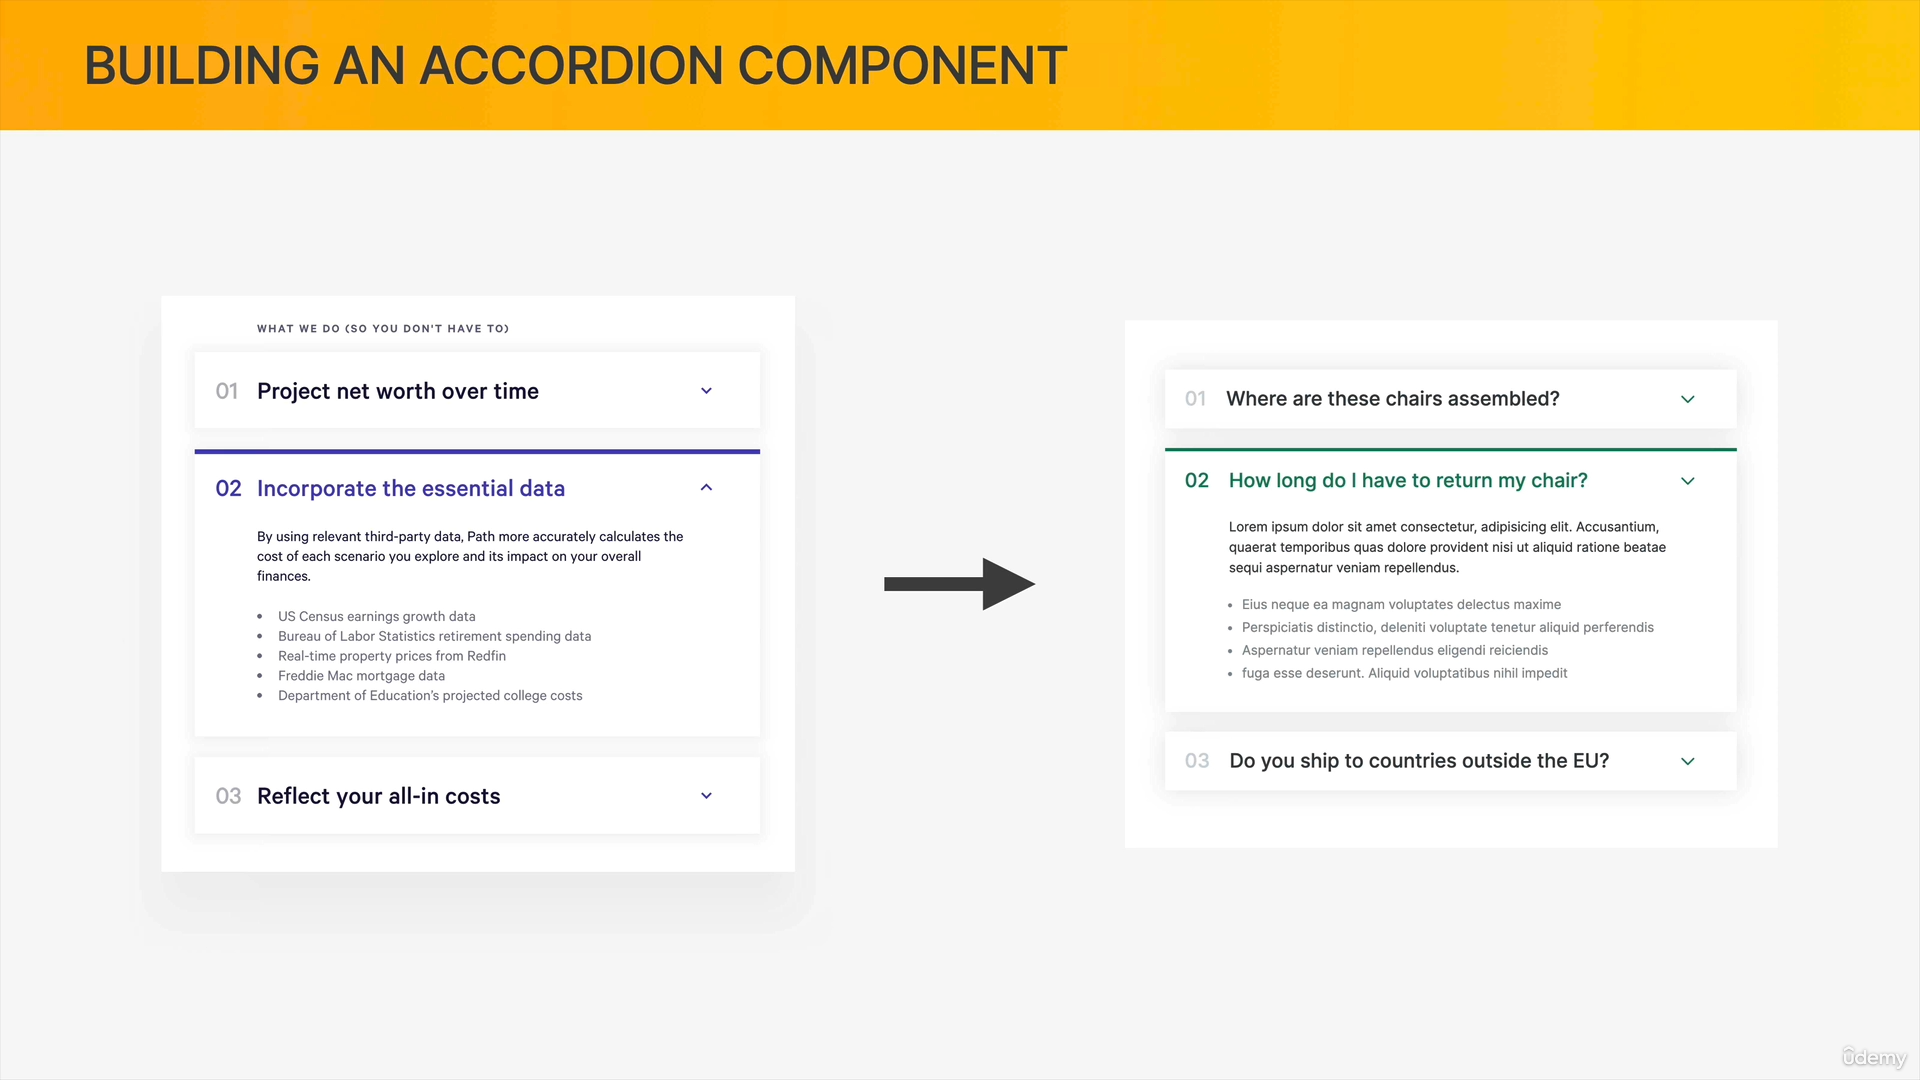 BUILDING AN ACCORDION COMPONENT
WHAT WE DO (SO YOU DON'T HAVE TO)
01 Project net worth over time
02 Incorporate the essential data
By using relevant third-party data, Path more accurately calculates the
cost of each scenario you explore and its impact on your overall
finances.
• US Census earnings growth data
• Bureau of Labor Statistics retirement spending data
• Real-time property prices from Redfin
• Freddie Mac mortgage data
• Department of Education’s projected college costs
03 Reflect your all-in costs
01 Where are these chairs assembled?
02 How long do I have to return my chair?
Lorem ipsum dolor sit amet consectetur, adipisicing elit. Accusantium,
quaerat temporibus quas dolore provident nisi ut aliquid ratione beatae
sequi aspernatur veniam repellendus.
• Eius neque ea magnam voluptates delectus maxime
• Perspiciatis distinctio, deleniti voluptate tenetur aliquid perferendis
• Aspernatur veniam repellendus eligendi reiciendis
• fuga esse deserunt. Aliquid voluptatibus nihil impedit
03 Do you ship to countries outside the EU?
udemy